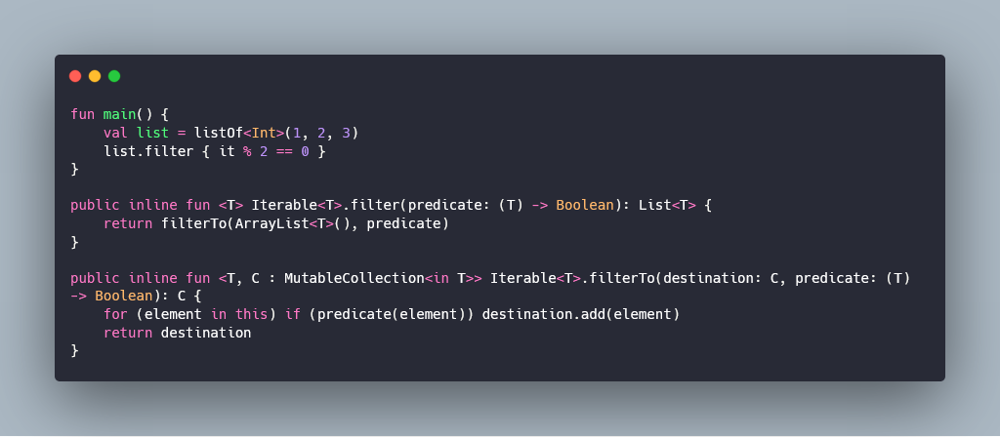 fun main() {
    val list = listOf<Int>(1, 2, 3)
    list.filter { it % 2 == 0 }
}

public inline fun <T> Iterable<T>.filter(predicate: (T) -> Boolean): List<T> {
    return filterTo(ArrayList<T>(), predicate)
}

public inline fun <T, C : MutableCollection<in T>> Iterable<T>.filterTo(destination: C, predicate: (T)
-> Boolean): C {
    for (element in this) if (predicate(element)) destination.add(element)
    return destination
}